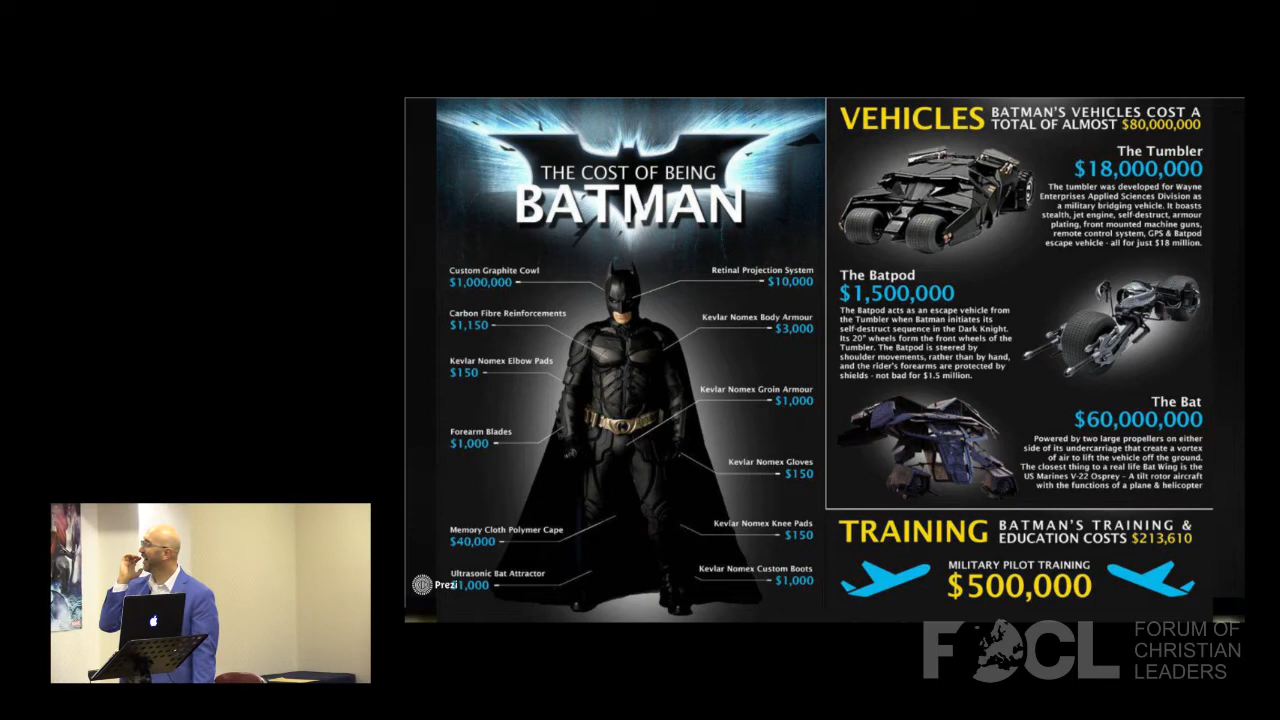 THE COST OF BEING
BATMAN
Custom Graphite Cowl
$1,000,000
Carbon Fibre Reinforcements
$1,150
Kevlar Nomex Elbow Pads
$150
Forearm Blades
$1,000
Memory Cloth Polymer Cape
$40,000
Ultrasonic Bat Attractor
$1,000
Prezi
Retinal Projection System
$10,000
Kevlar Nomex Body Armour
$3,000
Kevlar Nomex Groin Armour
$1,000
Kevlar Nomex Gloves
$150
Kevlar Nomex Knee Pads
$150
Kevlar Nomex Custom Boots
$1,000
VEHICLES
BATMAN'S VEHICLES COST A
TOTAL OF ALMOST $80,000,000
The Tumbler
$18,000,000
The tumbler was developed for Wayne
Enterprises Applied Sciences Division as
a military bridging vehicle. It boasts
stealth, jet engine, self-destruct, armour
plating, front mounted machine guns,
remote control system, GPS & Batpod
escape vehicle - all for just $18 million.
The Batpod
$1,500,000
The Batpod acts as an escape vehicle from
the Tumbler when Batman initiates its
self-destruct sequence in the Dark Knight.
Its 20" wheels form the front wheels of the
Tumbler. The Batpod is steered by
shoulder movements, rather than by hand,
and the rider's forearms are protected by
shields - not bad for $1.5 million.
The Bat
$60,000,000
Powered by two large propellers on either
side of its undercarriage that create a vortex
of air to lift the vehicle off the ground.
The closest thing to a real life Bat Wing is the
US Marines V-22 Osprey - A tilt rotor aircraft
with the functions of a plane & helicopter
TRAINING
BATMAN'S TRAINING &
EDUCATION COSTS $213,610
MILITARY PILOT TRAINING
$500,000
FOCL
FORUM OF
CHRISTIAN
LEADERS